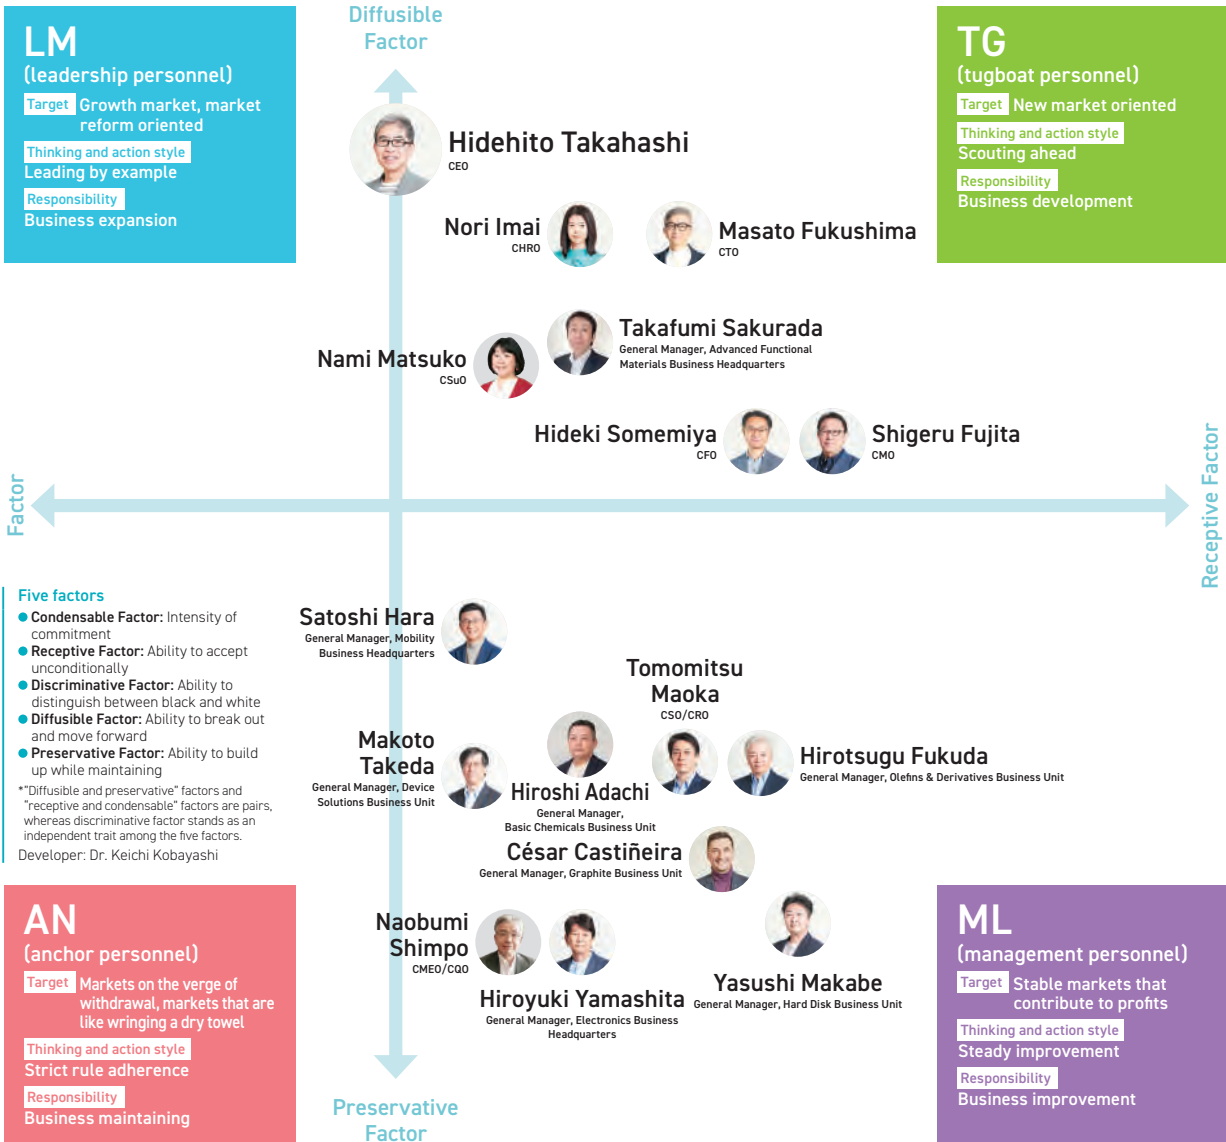 Diffusible
Factor
LM
(leadership personnel)
Target Growth market, market
reform oriented
Thinking and action style
Leading by example
Responsibility
Business expansion
TG
(tugboat personnel)
Target New market oriented
Thinking and action style
Scouting ahead
Responsibility
Business development
Hidehito Takahashi
CEO
Nori Imai
CHRO
Masato Fukushima
CTO
Takafumi Sakurada
General Manager, Advanced Functional
Materials Business Headquarters
Nami Matsuko
CSuO
Hideki Somemiya
CFO
Shigeru Fujita
CMO
Factor
Receptive Factor
Five factors
● Condensable Factor: Intensity of
commitment
● Receptive Factor: Ability to accept
unconditionally
● Discriminative Factor: Ability to
distinguish between black and white
● Diffusible Factor: Ability to break out
and move forward
● Preservative Factor: Ability to build
up while maintaining
*“Diffusible and preservative” factors and
“receptive and condensable” factors are pairs,
whereas discriminative factor stands as an
independent trait among the five factors.
Developer: Dr. Keichi Kobayashi
Satoshi Hara
General Manager, Mobility
Business Headquarters
Tomomitsu
Maoka
CSO/CRO
Makoto
Takeda
General Manager, Device
Solutions Business Unit
Hiroshi Adachi
General Manager,
Basic Chemicals Business Unit
Hirotsugu Fukuda
General Manager, Olefins & Derivatives Business Unit
César Castiñeira
General Manager, Graphite Business Unit
Naobumi
Shimpo
CMEO/CQO
Hiroyuki Yamashita
General Manager, Electronics Business
Headquarters
Yasushi Makabe
General Manager, Hard Disk Business Unit
AN
(anchor personnel)
Target Markets on the verge of
withdrawal, markets that are
like wringing a dry towel
Thinking and action style
Strict rule adherence
Responsibility
Business maintaining
ML
(management personnel)
Target Stable markets that
contribute to profits
Thinking and action style
Steady improvement
Responsibility
Business improvement
Preservative
Factor